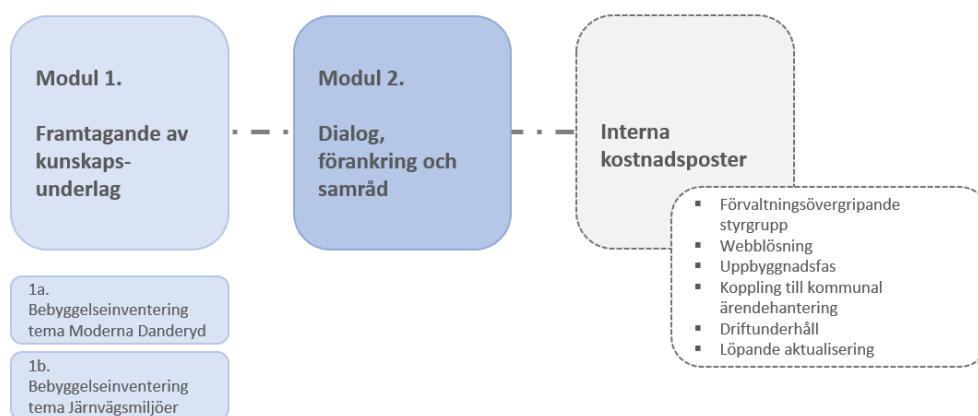 Modul 1.
Framtagande av
kunskaps-
underlag
Modul 2.
Dialog,
förankring och
samråd
Interna
kostnadsposter
▪ Förvaltningsövergripande
styrgrupp
▪ Webblösning
▪ Uppbyggnadsfas
▪ Koppling till kommunal
ärendehantering
▪ Driftunderhåll
▪ Löpande aktualisering
1a.
Bebyggelseinventering
tema Moderna Danderyd
1b.
Bebyggelseinventering
tema Järnvägsmiljöer